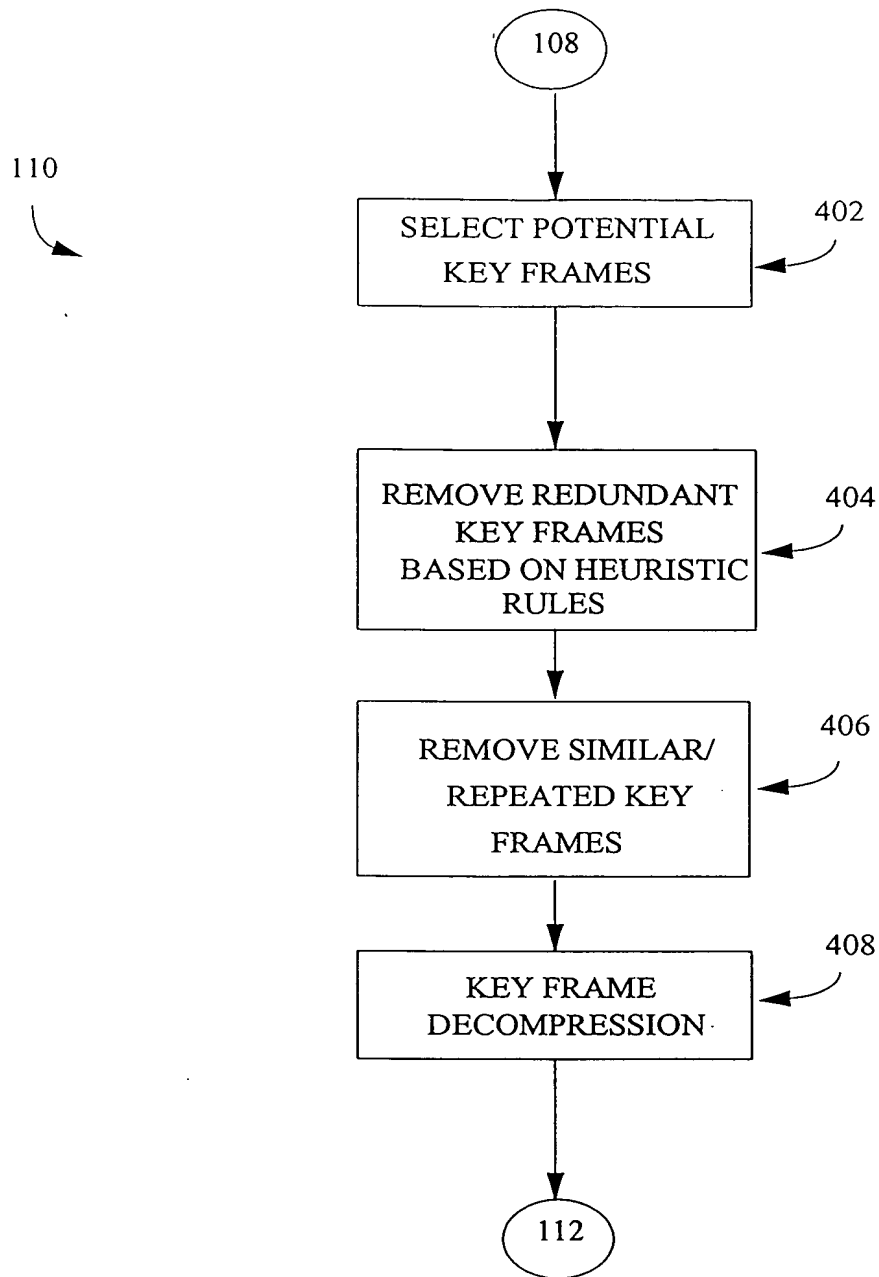 108
110
402
SELECT POTENTIAL
KEY FRAMES
404
REMOVE REDUNDANT
KEY FRAMES
BASED ON HEURISTIC
RULES
406
REMOVE SIMILAR/
REPEATED KEY
FRAMES
408
KEY FRAME
DECOMPRESSION
112